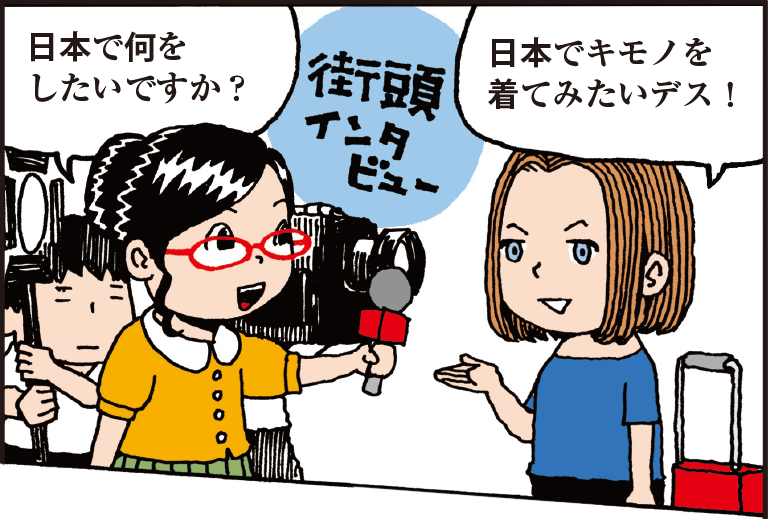 日本で何を
したいですか？
街頭
インタ
ビュー
日本でキモノを
着てみたいデス！